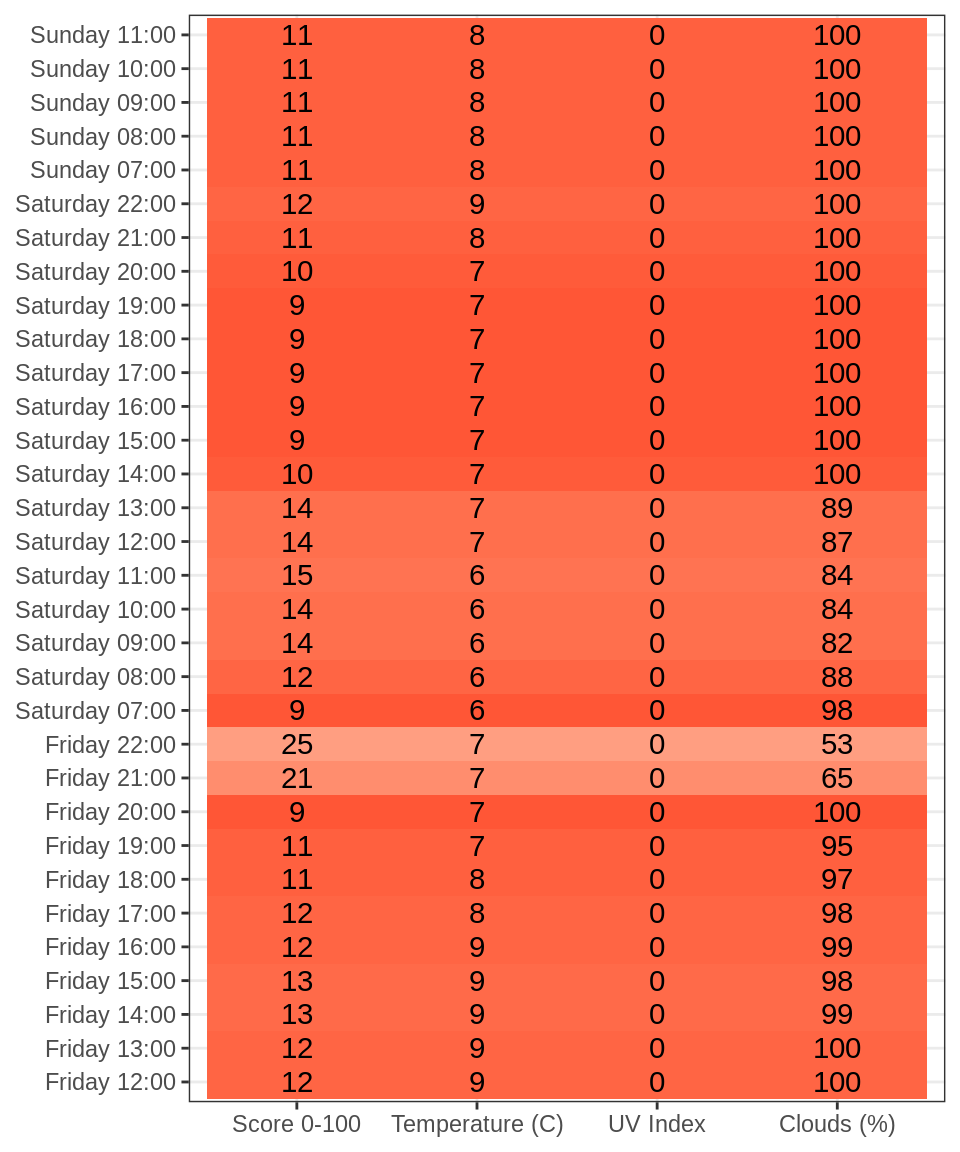 Sunday 11:00 11 8 0 100
Sunday 10:00 11 8 0 100
Sunday 09:00 11 8 0 100
Sunday 08:00 11 8 0 100
Sunday 07:00 11 8 0 100
Saturday 22:00 12 9 0 100
Saturday 21:00 11 8 0 100
Saturday 20:00 10 7 0 100
Saturday 19:00 9 7 0 100
Saturday 18:00 9 7 0 100
Saturday 17:00 9 7 0 100
Saturday 16:00 9 7 0 100
Saturday 15:00 9 7 0 100
Saturday 14:00 10 7 0 100
Saturday 13:00 14 7 0 89
Saturday 12:00 14 7 0 87
Saturday 11:00 15 6 0 84
Saturday 10:00 14 6 0 84
Saturday 09:00 14 6 0 82
Saturday 08:00 12 6 0 88
Saturday 07:00 9 6 0 98
Friday 22:00 25 7 0 53
Friday 21:00 21 7 0 65
Friday 20:00 9 7 0 100
Friday 19:00 11 7 0 95
Friday 18:00 11 8 0 97
Friday 17:00 12 8 0 98
Friday 16:00 12 9 0 99
Friday 15:00 13 9 0 98
Friday 14:00 13 9 0 99
Friday 13:00 12 9 0 100
Friday 12:00 12 9 0 100
Score 0-100 Temperature (C) UV Index Clouds (%)